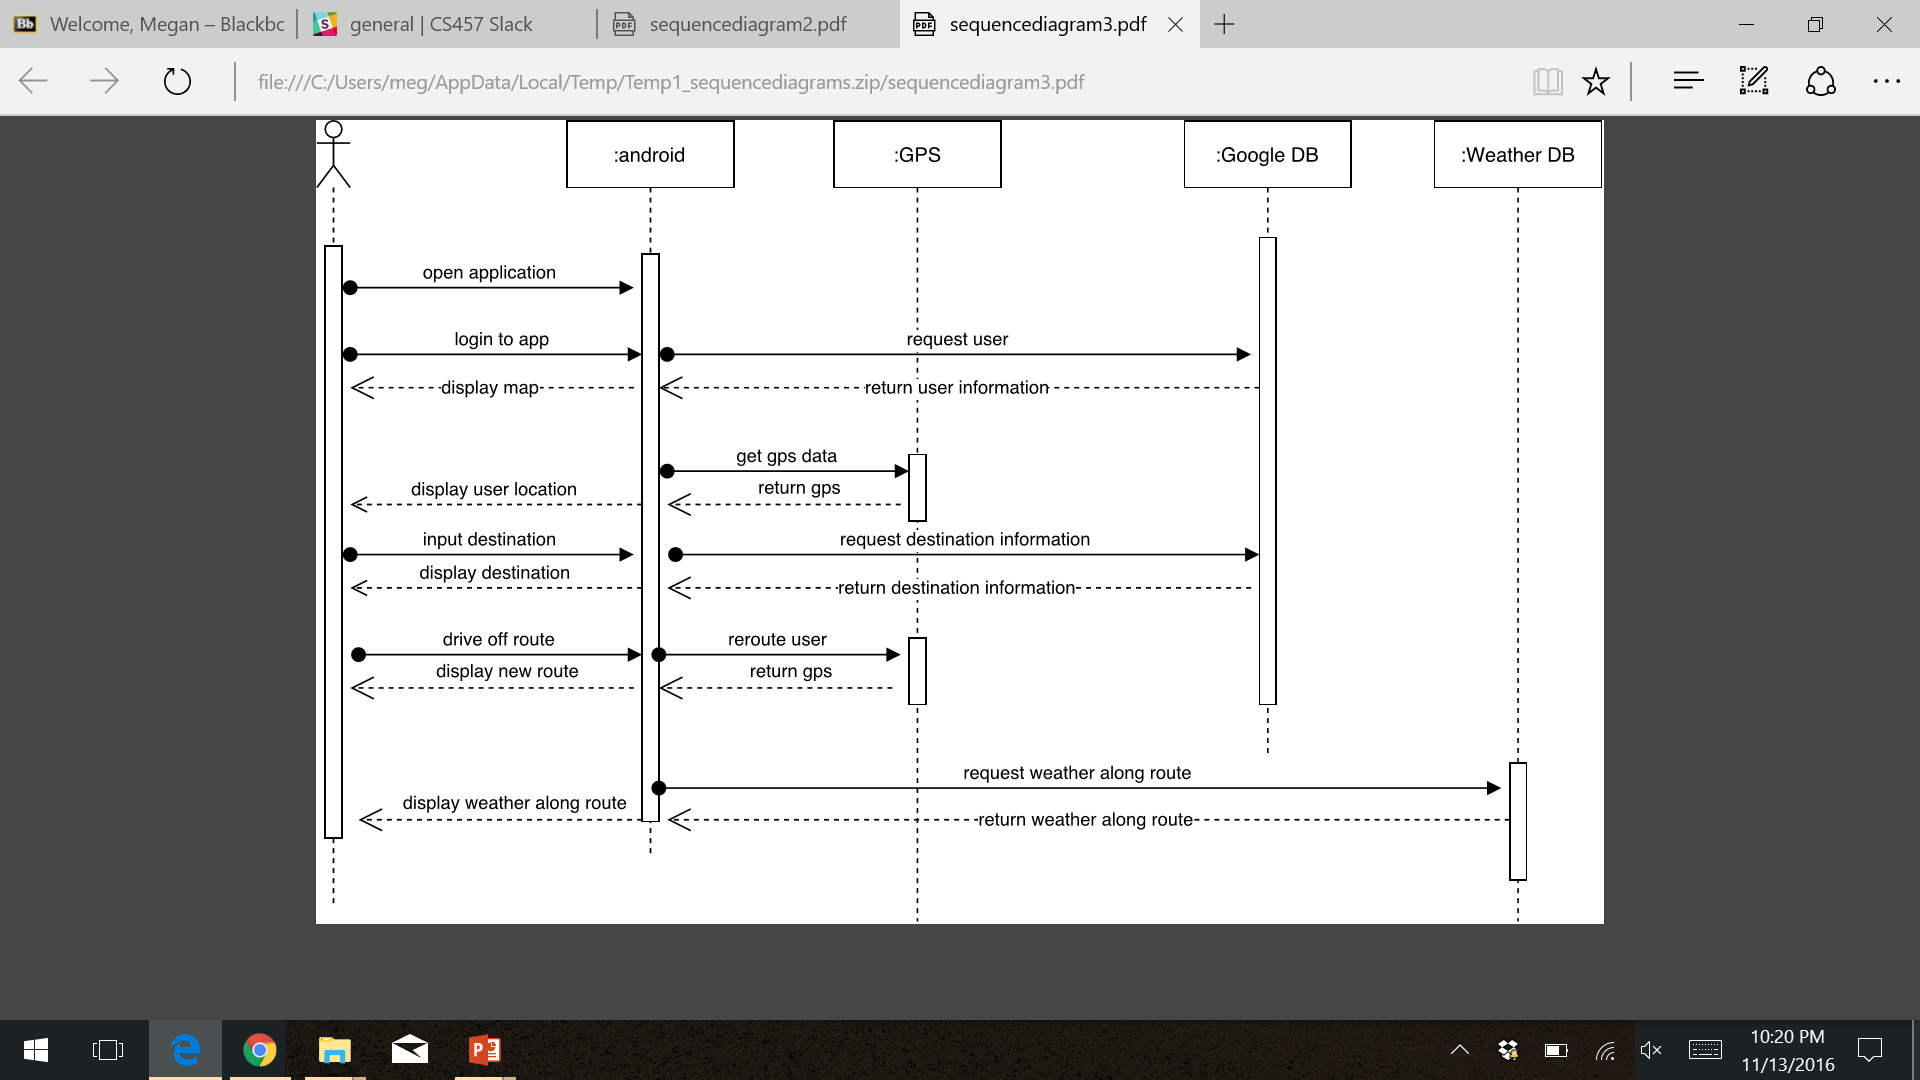 Bb Welcome, Megan – Blackbc
S general | CS457 Slack
PDF sequencediagram2.pdf
PDF sequencediagram3.pdf
file:///C:/Users/meg/AppData/Local/Temp/Temp1_sequencediagrams.zip/sequencediagram3.pdf
:android
:GPS
:Google DB
:Weather DB
open application
login to app
request user
display map
return user information
get gps data
display user location
return gps
input destination
request destination information
display destination
return destination information
drive off route
reroute user
display new route
return gps
request weather along route
display weather along route
return weather along route
10:20 PM
11/13/2016